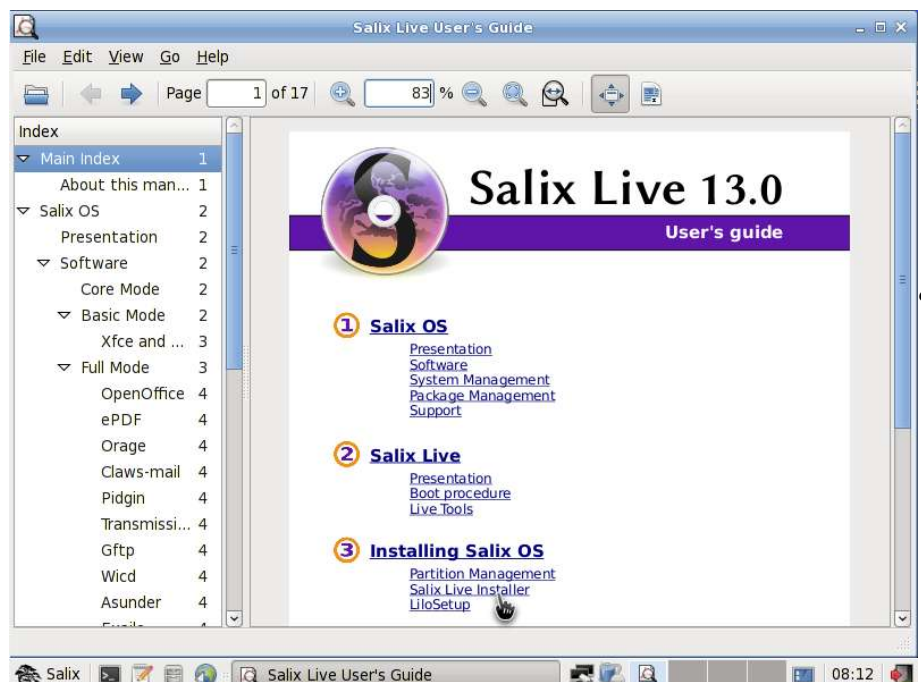 Salix Live User's Guide
File Edit View Go Help
Page 1 of 17 83 %
Index
Main Index 1
About this man... 1
Salix OS 2
Presentation 2
Software 2
Core Mode 2
Basic Mode 2
Xfce and ... 3
Full Mode 3
OpenOffice 4
ePDF 4
Orage 4
Claws-mail 4
Pidgin 4
Transmissi... 4
Gftp 4
Wicd 4
Asunder 4
S
Salix Live 13.0
User's guide
1 Salix OS
Presentation
Software
System Management
Package Management
Support
2 Salix Live
Presentation
Boot procedure
Live Tools
3 Installing Salix OS
Partition Management
Salix Live Installer
LiloSetup
Salix Salix Live User's Guide 08:12